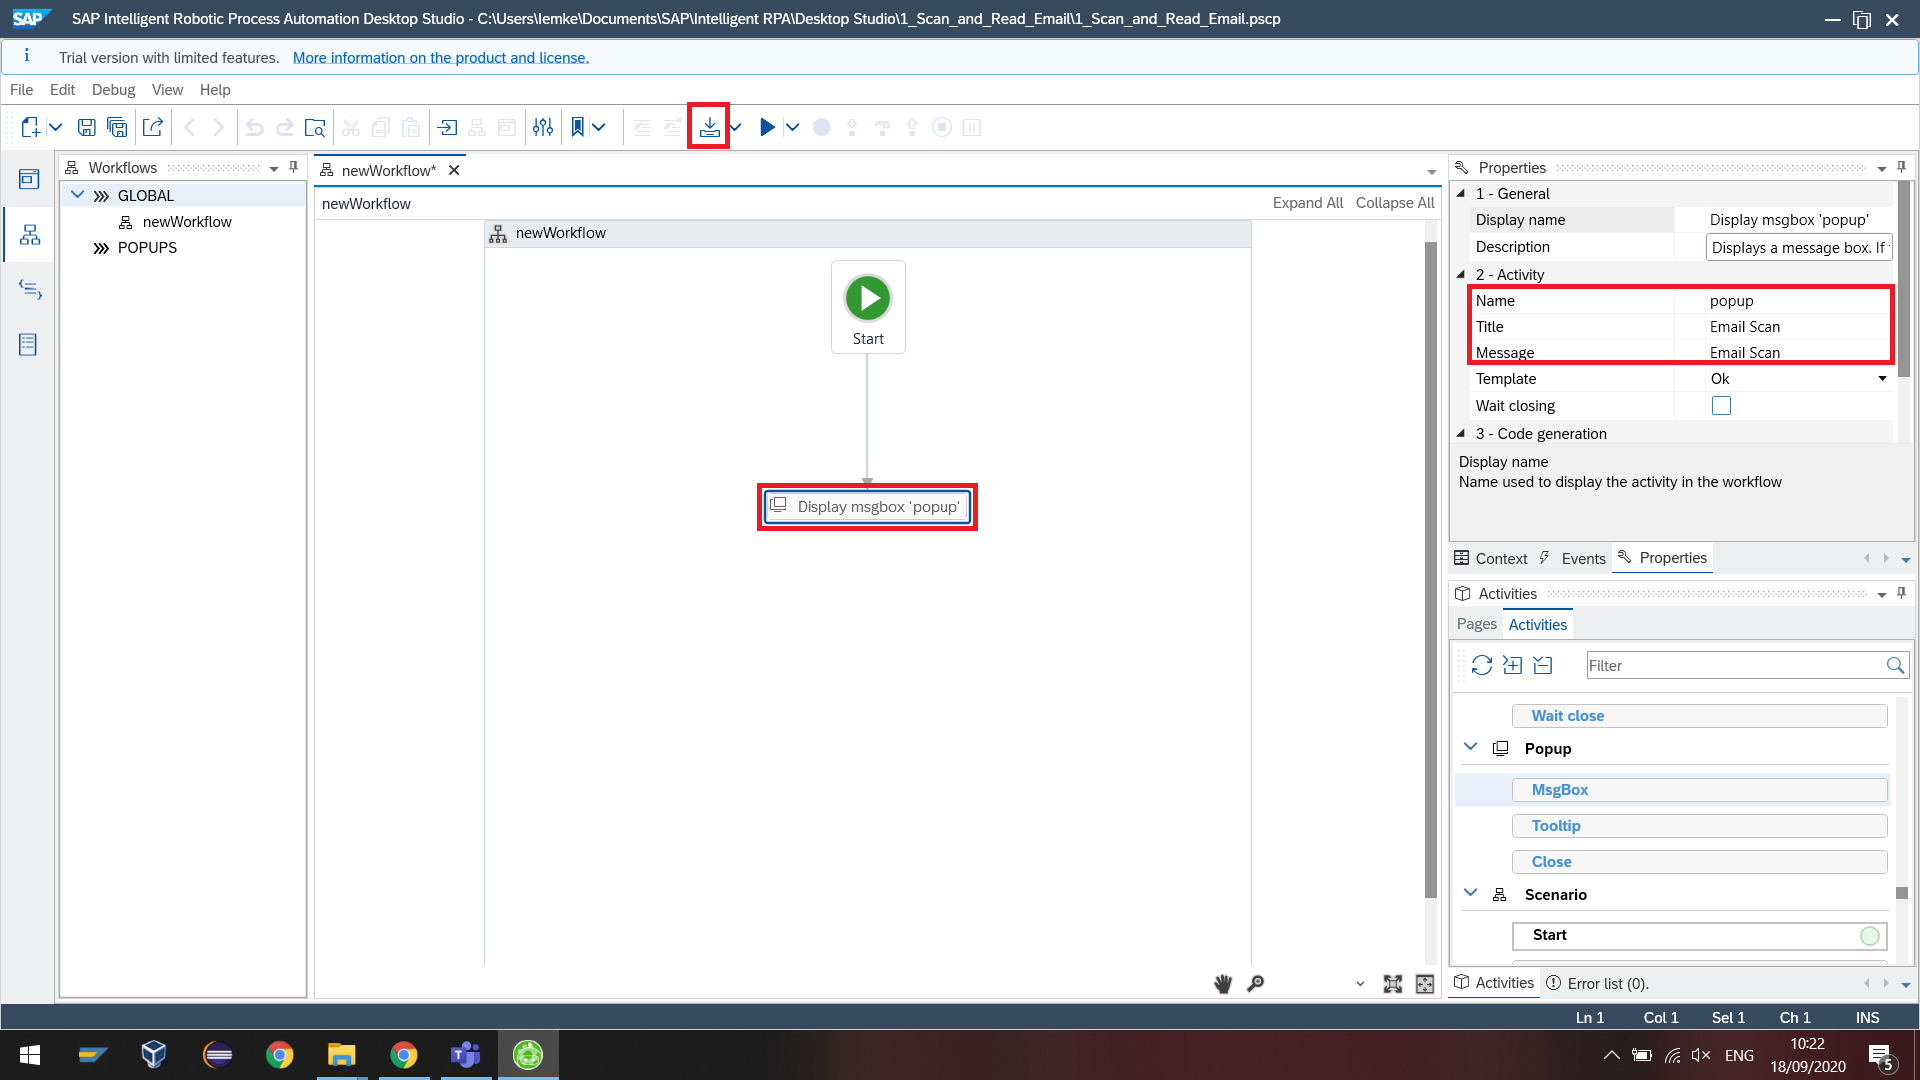 SAP SAP Intelligent Robotic Process Automation Desktop Studio - C:\Users\Iemke\Documents\SAP\Intelligent RPA\Desktop Studio\1_Scan_and_Read_Email\1_Scan_and_Read_Email.pscp
i Trial version with limited features. More information on the product and license.
File Edit Debug View Help
Workflows
GLOBAL
newWorkflow
POPUPS
newWorkflow*
newWorkflow Expand All Collapse All
newWorkflow
Start
Display msgbox 'popup'
Properties
1 - General
Display name Display msgbox 'popup'
Description Displays a message box. If
2 - Activity
Name popup
Title Email Scan
Message Email Scan
Template Ok
Wait closing
3 - Code generation
Display name
Name used to display the activity in the workflow
Context Events Properties
Activities
Pages Activities
Filter
Wait close
Popup
MsgBox
Tooltip
Close
Scenario
Start
Activities Error list (0).
Ln 1 Col 1 Sel 1 Ch 1 INS
ENG
10:22
18/09/2020
5